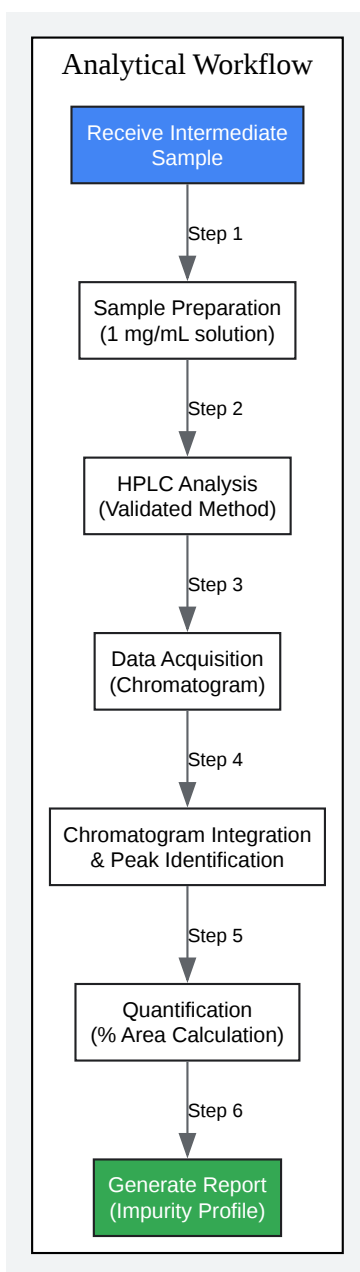 Analytical Workflow
Receive Intermediate
Sample
Step 1
Sample Preparation
(1 mg/mL solution)
Step 2
HPLC Analysis
(Validated Method)
Step 3
Data Acquisition
(Chromatogram)
Step 4
Chromatogram Integration
& Peak Identification
Step 5
Quantification
(% Area Calculation)
Step 6
Generate Report
(Impurity Profile)